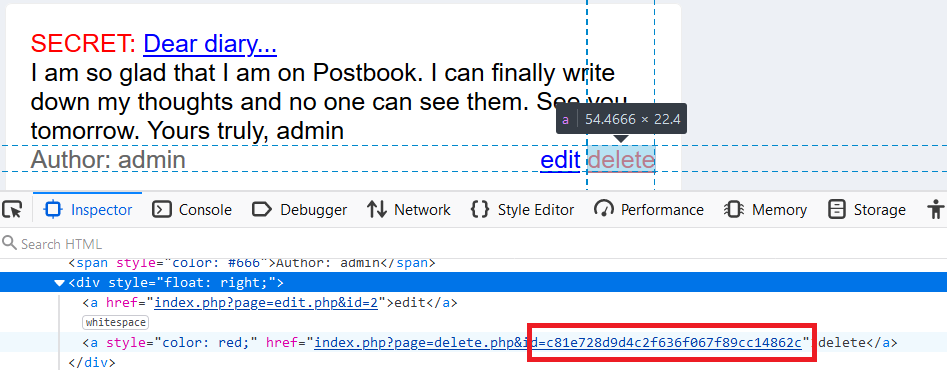 SECRET: Dear diary...
I am so glad that I am on Postbook. I can finally write
down my thoughts and no one can see them. See you
tomorrow. Yours truly, admin
a 54.4666 × 22.4
Author: admin edit delete
Inspector Console Debugger Network Style Editor Performance Memory Storage
Search HTML
<span style="color: #666">Author: admin</span>
<div style="float: right;">
<a href="index.php?page=edit.php&id=2">edit</a>
whitespace
<a style="color: red;" href="index.php?page=delete.php&id=c81e728d9d4c2f636f067f89cc14862c">delete</a>
</div>